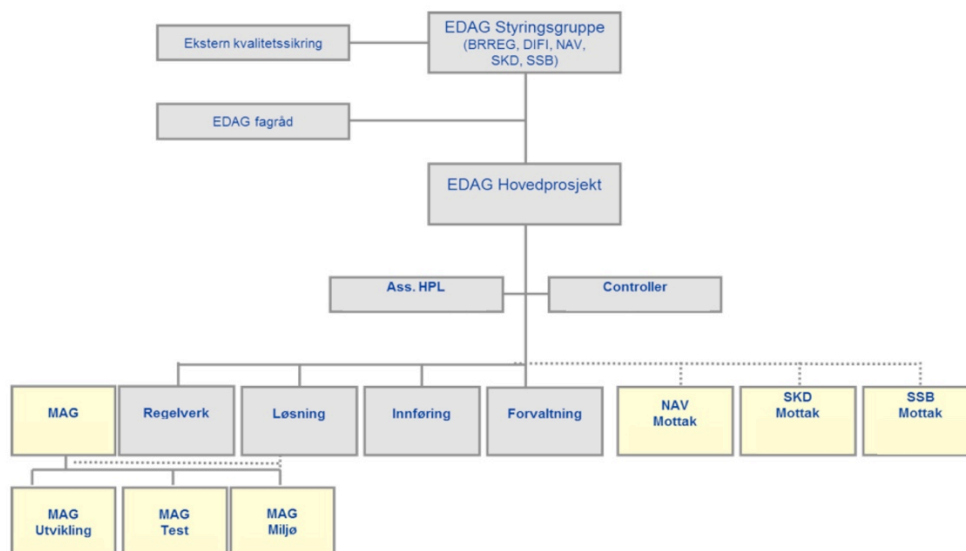 EDAG Styringsgruppe
(BRREG, DIFI, NAV,
SKD, SSB)
Ekstern kvalitetssikring
EDAG fagråd
EDAG Hovedprosjekt
Ass. HPL
Controller
MAG
Regelverk
Løsning
Innføring
Forvaltning
NAV
Mottak
SKD
Mottak
SSB
Mottak
MAG
Utvikling
MAG
Test
MAG
Miljø